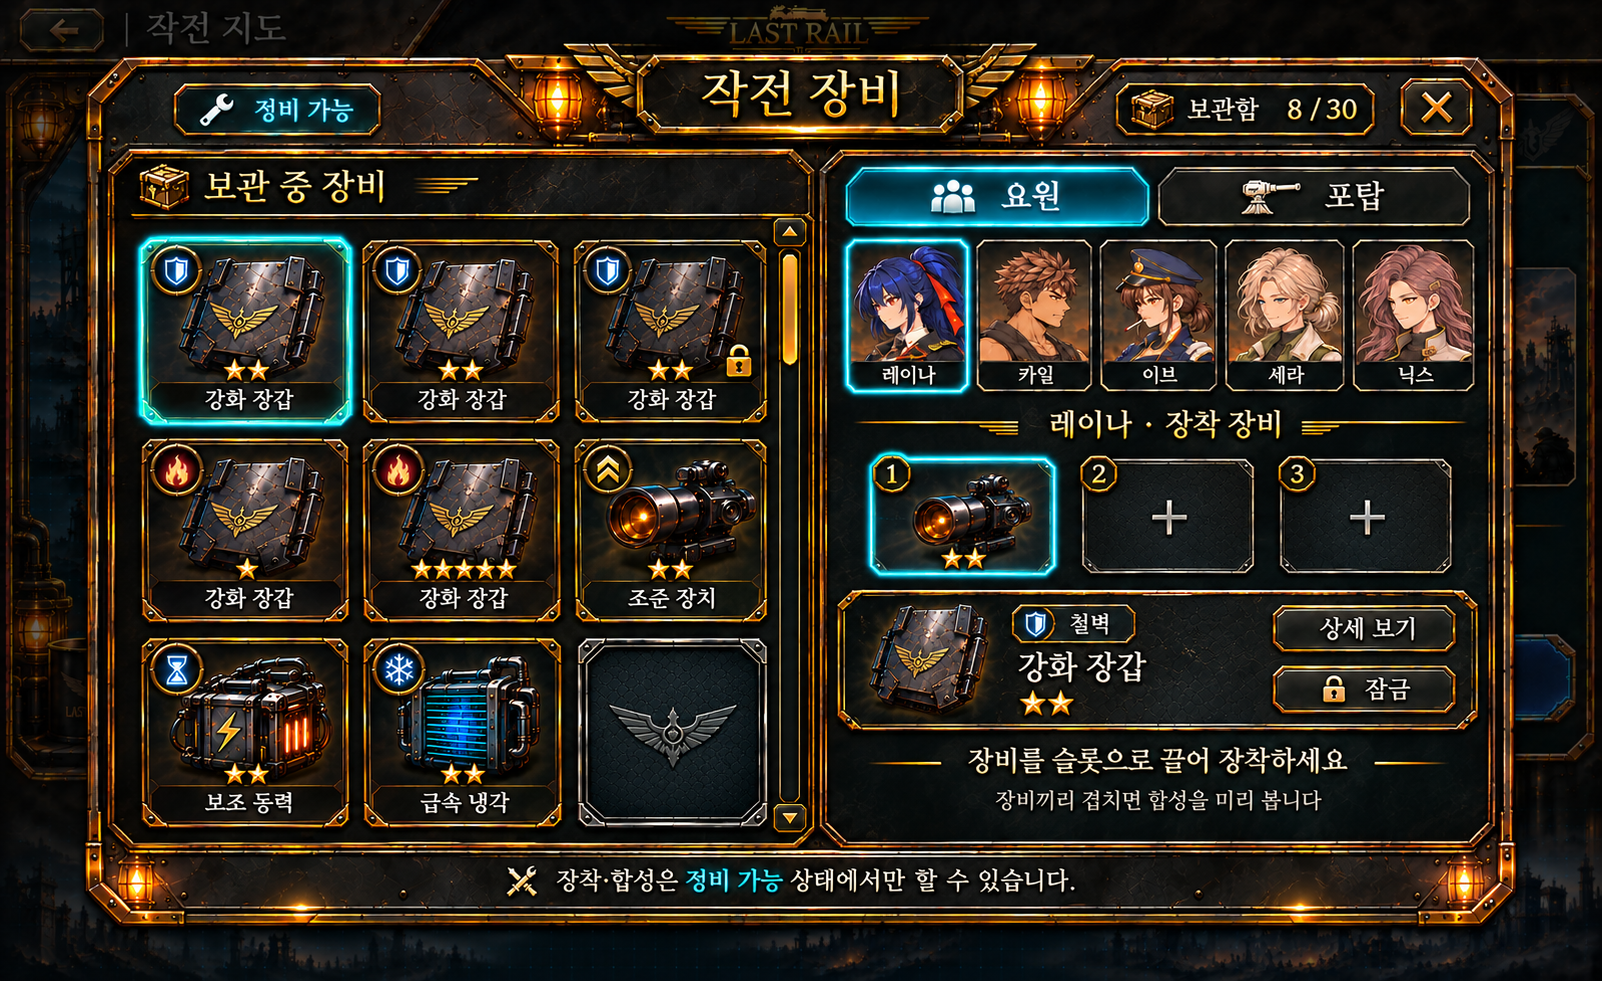 작전 지도
LAST RAIL
정비 가능
작전 장비
보관함 8 / 30
보관 중 장비
강화 장갑
강화 장갑
강화 장갑
강화 장갑
강화 장갑
조준 장치
보조 동력
급속 냉각
요원
포탑
레이나
카일
이브
세라
닉스
레이나 · 장착 장비
1
2
3
철벽
강화 장갑
상세 보기
잠금
장비를 슬롯으로 끌어 장착하세요
장비끼리 겹치면 합성을 미리 봅니다
장착·합성은 정비 가능 상태에서만 할 수 있습니다.